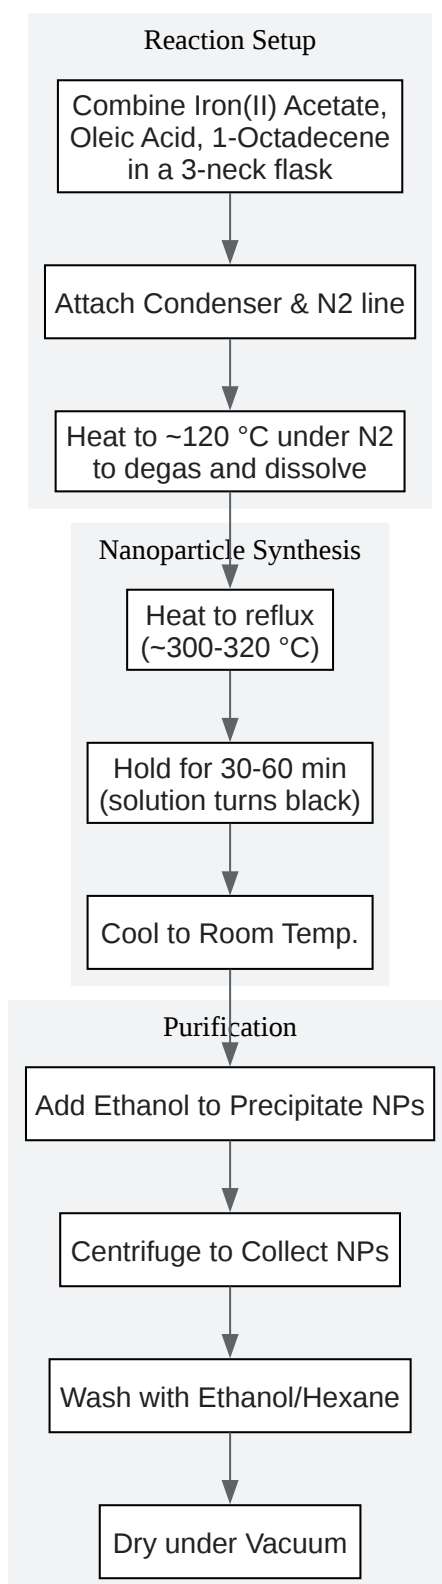 Reaction Setup
Combine Iron(II) Acetate,
Oleic Acid, 1-Octadecene
in a 3-neck flask
Attach Condenser & N2 line
Heat to ~120 °C under N2
to degas and dissolve
Nanoparticle Synthesis
Heat to reflux
(~300-320 °C)
Hold for 30-60 min
(solution turns black)
Cool to Room Temp.
Purification
Add Ethanol to Precipitate NPs
Centrifuge to Collect NPs
Wash with Ethanol/Hexane
Dry under Vacuum